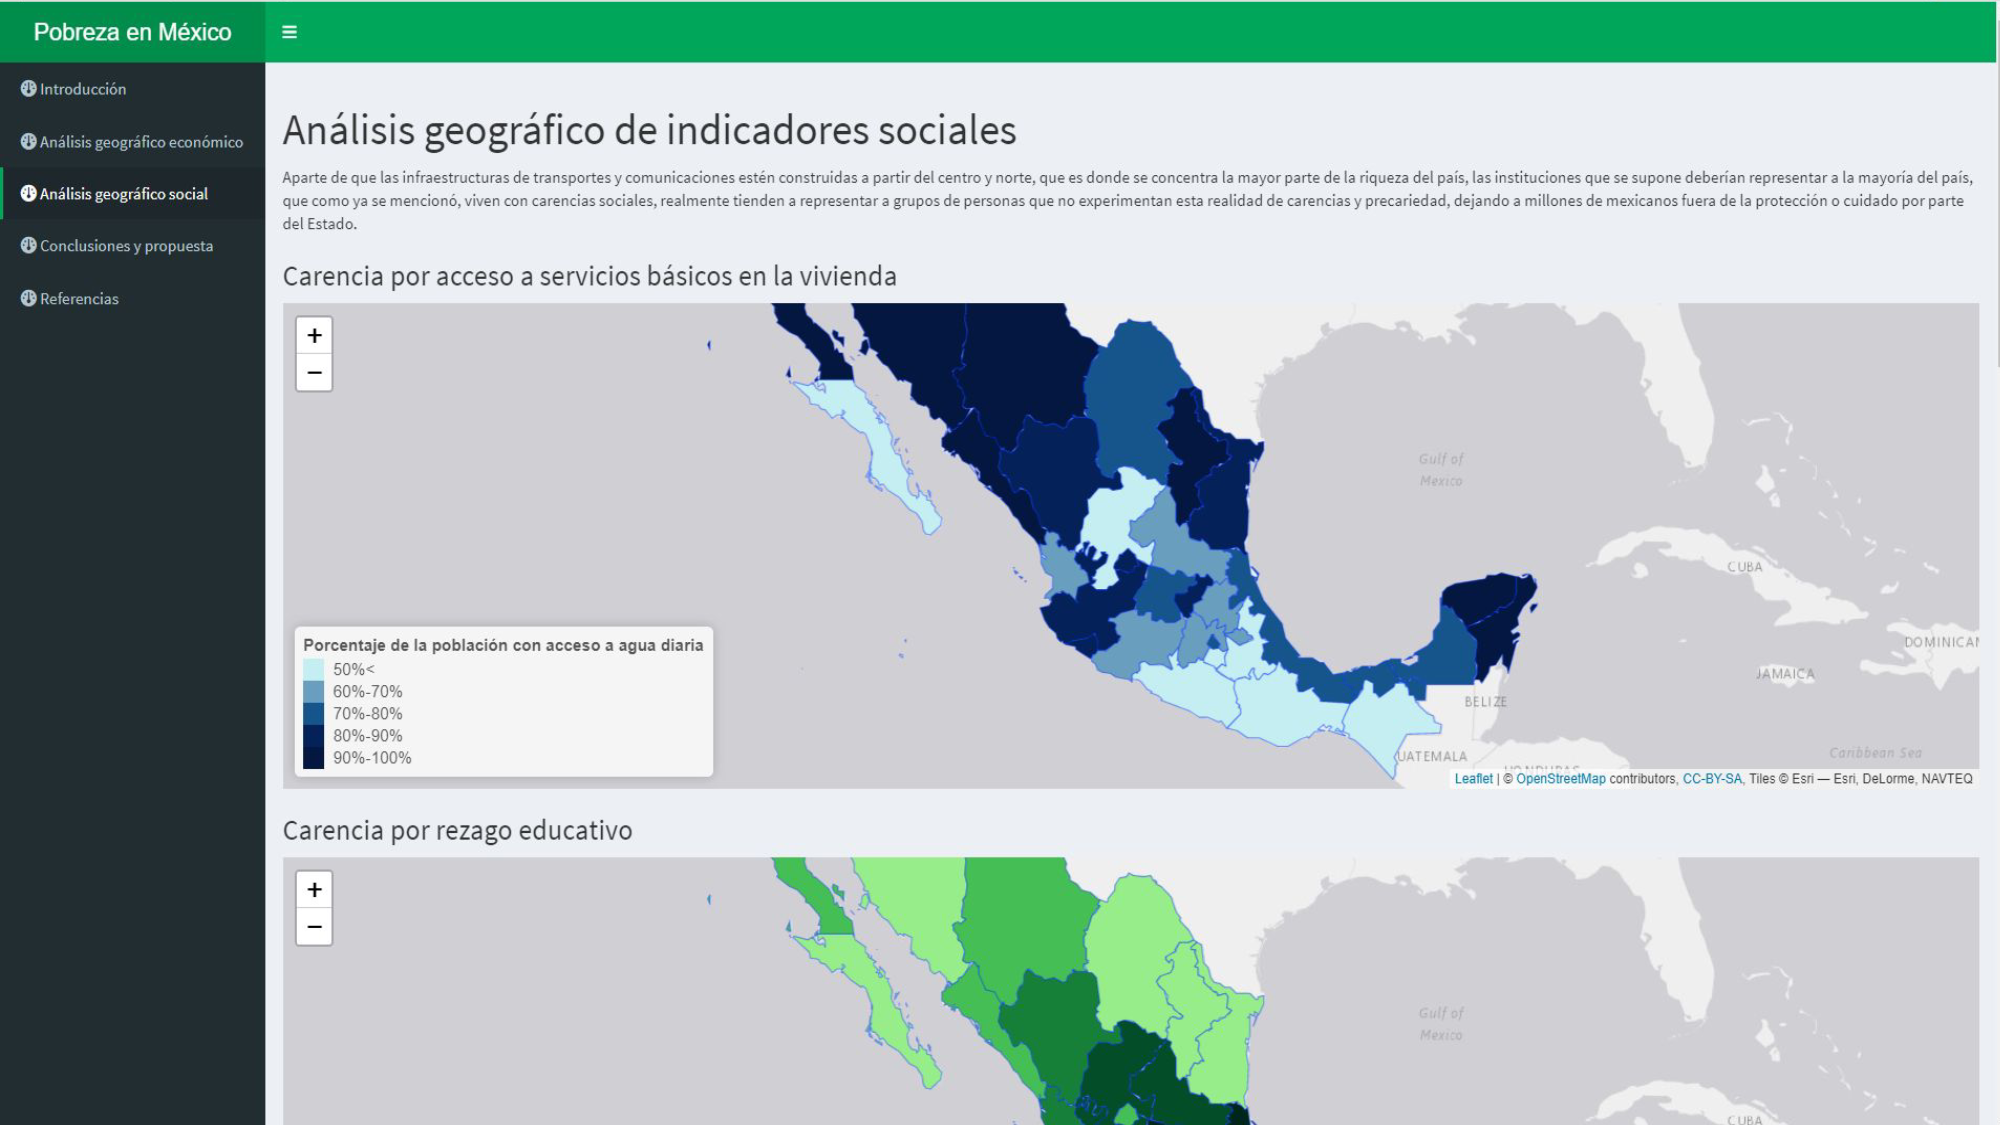 Pobreza en México
Introducción
Análisis geográfico económico
Análisis geográfico social
Conclusiones y propuesta
Referencias
Análisis geográfico de indicadores sociales
Aparte de que las infraestructuras de transportes y comunicaciones estén construidas a partir del centro y norte, que es donde se concentra la mayor parte de la riqueza del país, las instituciones que se supone deberían representar a la mayoría del país,
que como ya se mencionó, viven con carencias sociales, realmente tienden a representar a grupos de personas que no experimentan esta realidad de carencias y precariedad, dejando a millones de mexicanos fuera de la protección o cuidado por parte
del Estado.
Carencia por acceso a servicios básicos en la vivienda
+
−
Gulf of
Mexico
CUBA
DOMINICAN
JAMAICA
BELIZE
UATEMALA
Caribbean Sea
Porcentaje de la población con acceso a agua diaria
50%<
60%-70%
70%-80%
80%-90%
90%-100%
Leaflet | © OpenStreetMap contributors, CC-BY-SA, Tiles © Esri — Esri, DeLorme, NAVTEQ
Carencia por rezago educativo
+
−
Gulf of
Mexico
CUBA